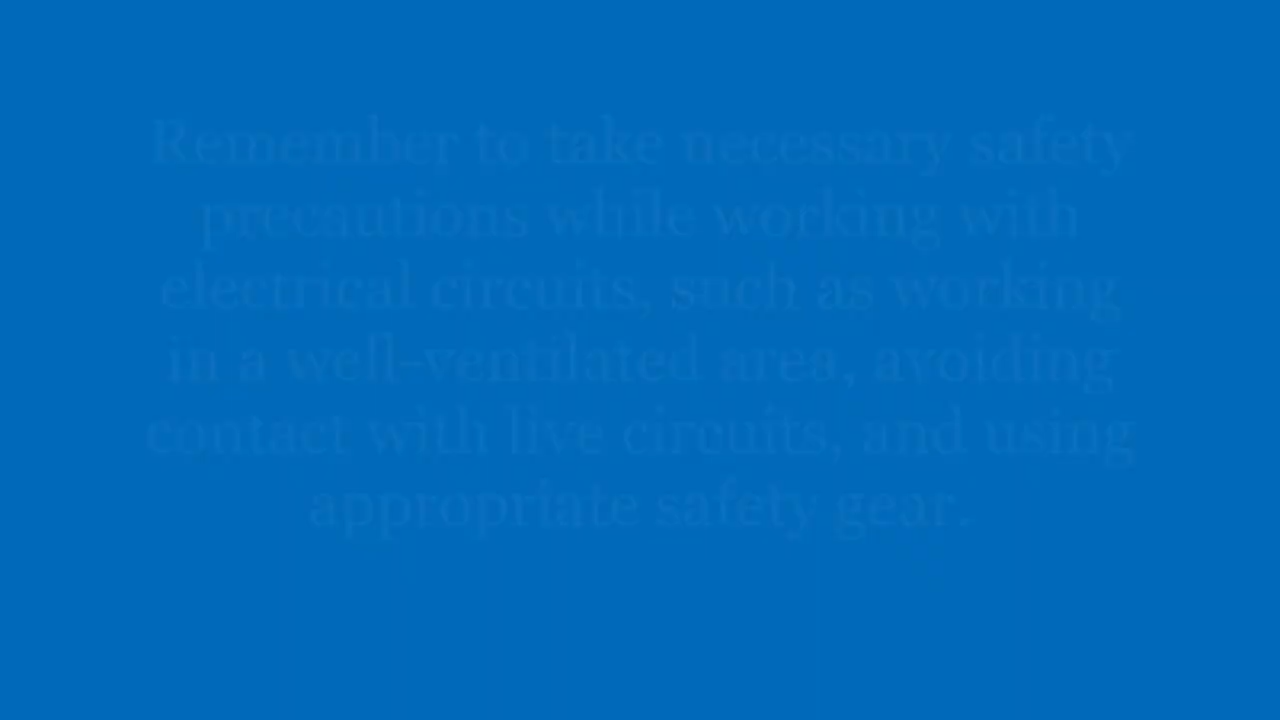 Remember to take necessary safety
precautions while working with
electrical circuits, such as working
in a well-ventilated area, avoiding
contact with live circuits, and using
appropriate safety gear.